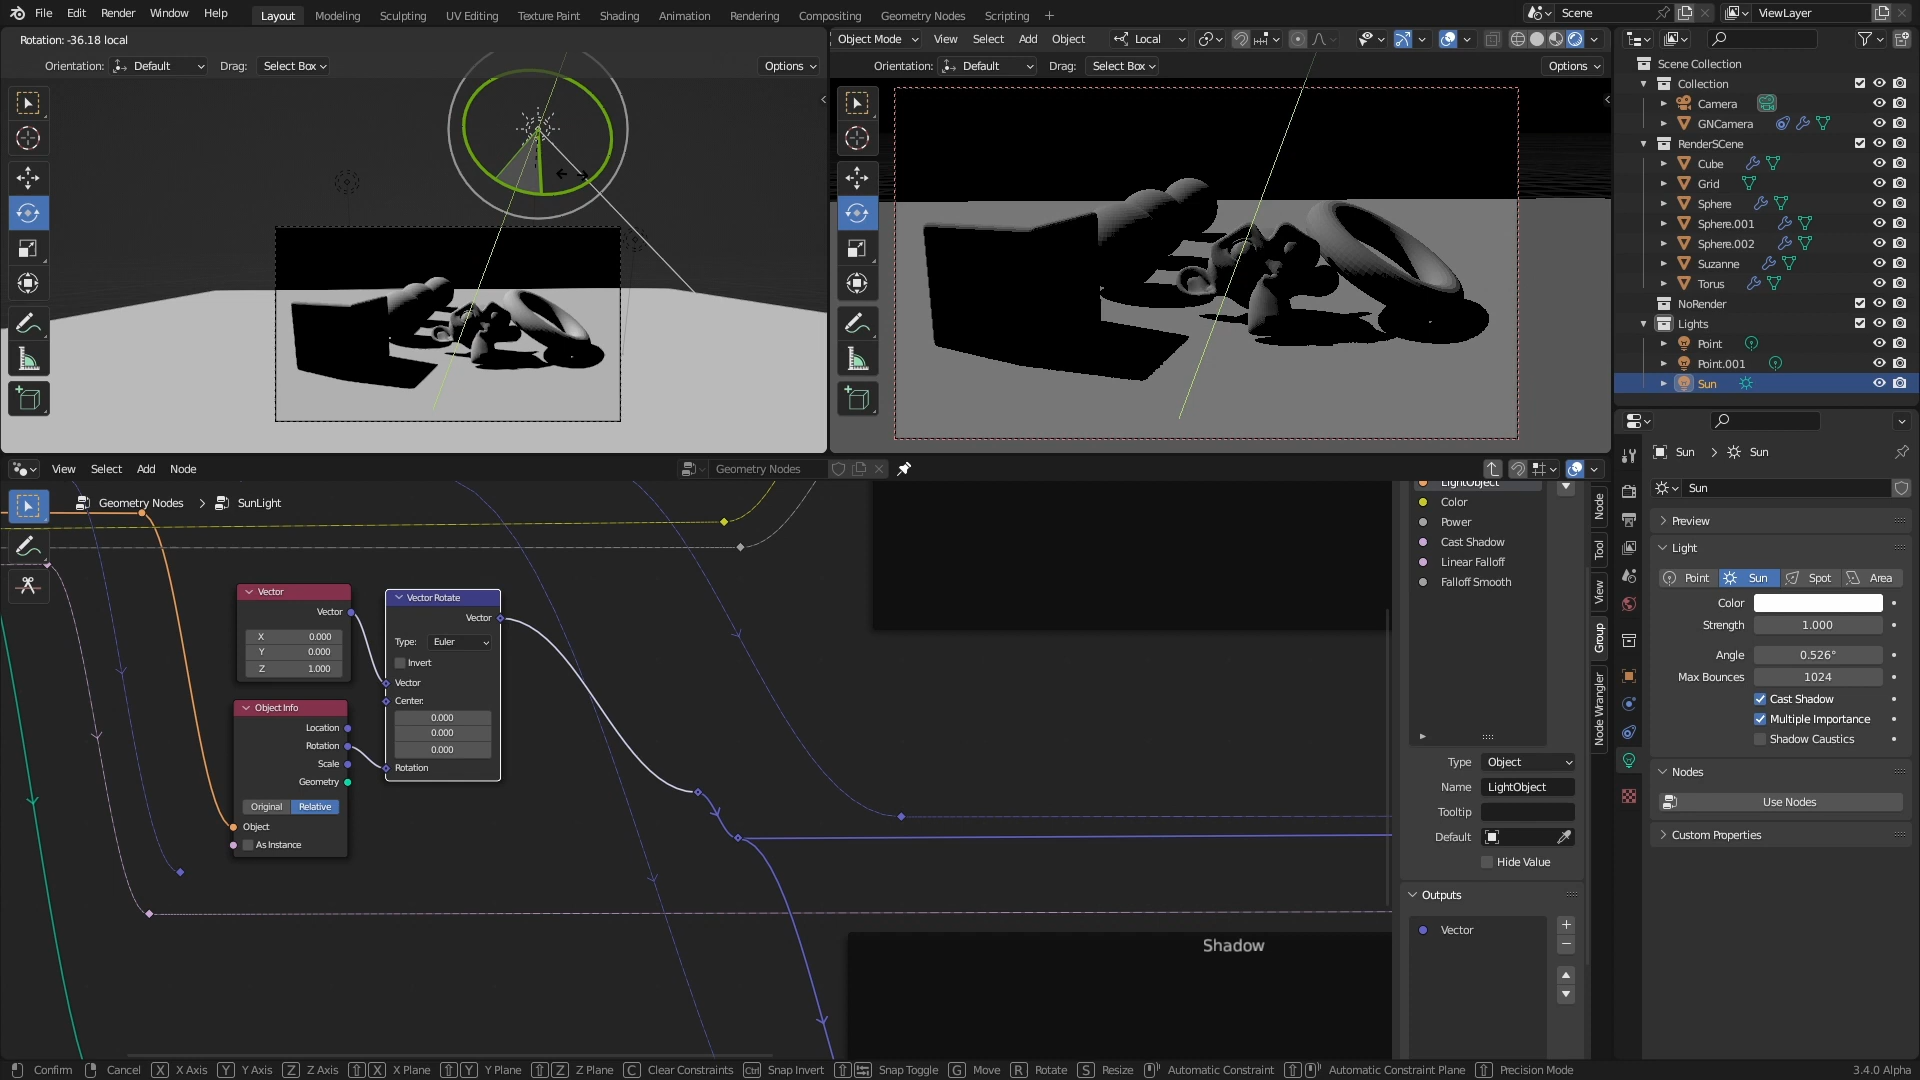 File Edit Render Window Help
Layout Modeling Sculpting UV Editing Texture Paint Shading Animation Rendering Compositing Geometry Nodes Scripting +
Scene
ViewLayer
Rotation: -36.18 local
Object Mode View Select Add Object Local
Orientation: Default Drag: Select Box Options
Orientation: Default Drag: Select Box Options
Scene Collection
Collection
Camera
GNCamera
RenderSCene
Cube
Grid
Sphere
Sphere.001
Sphere.002
Suzanne
Torus
NoRender
Lights
Point
Point.001
Sun
View Select Add Node
Geometry Nodes
Geometry Nodes > SunLight
Vector
Vector
X 0.000
Y 0.000
Z 1.000
Vector Rotate
Vector
Type: Euler
Invert
Vector
Center:
0.000
0.000
0.000
Rotation
Object Info
Location
Rotation
Scale
Geometry
Original Relative
Object
As Instance
Shadow
LightObject
Color
Power
Cast Shadow
Linear Falloff
Falloff Smooth
Type Object
Name LightObject
Tooltip
Default
Hide Value
Outputs
Vector
Node
Tool
View
Group
Node Wrangler
Sun > Sun
Sun
Preview
Light
Point Sun Spot Area
Color
Strength 1.000
Angle 0.526°
Max Bounces 1024
Cast Shadow
Multiple Importance
Shadow Caustics
Nodes
Use Nodes
Custom Properties
Confirm Cancel X X Axis Y Y Axis Z Z Axis X X Plane Y Y Plane Z Z Plane C Clear Constraints Ctrl Snap Invert Snap Toggle G Move R Rotate S Resize Automatic Constraint Automatic Constraint Plane Precision Mode
3.4.0 Alpha